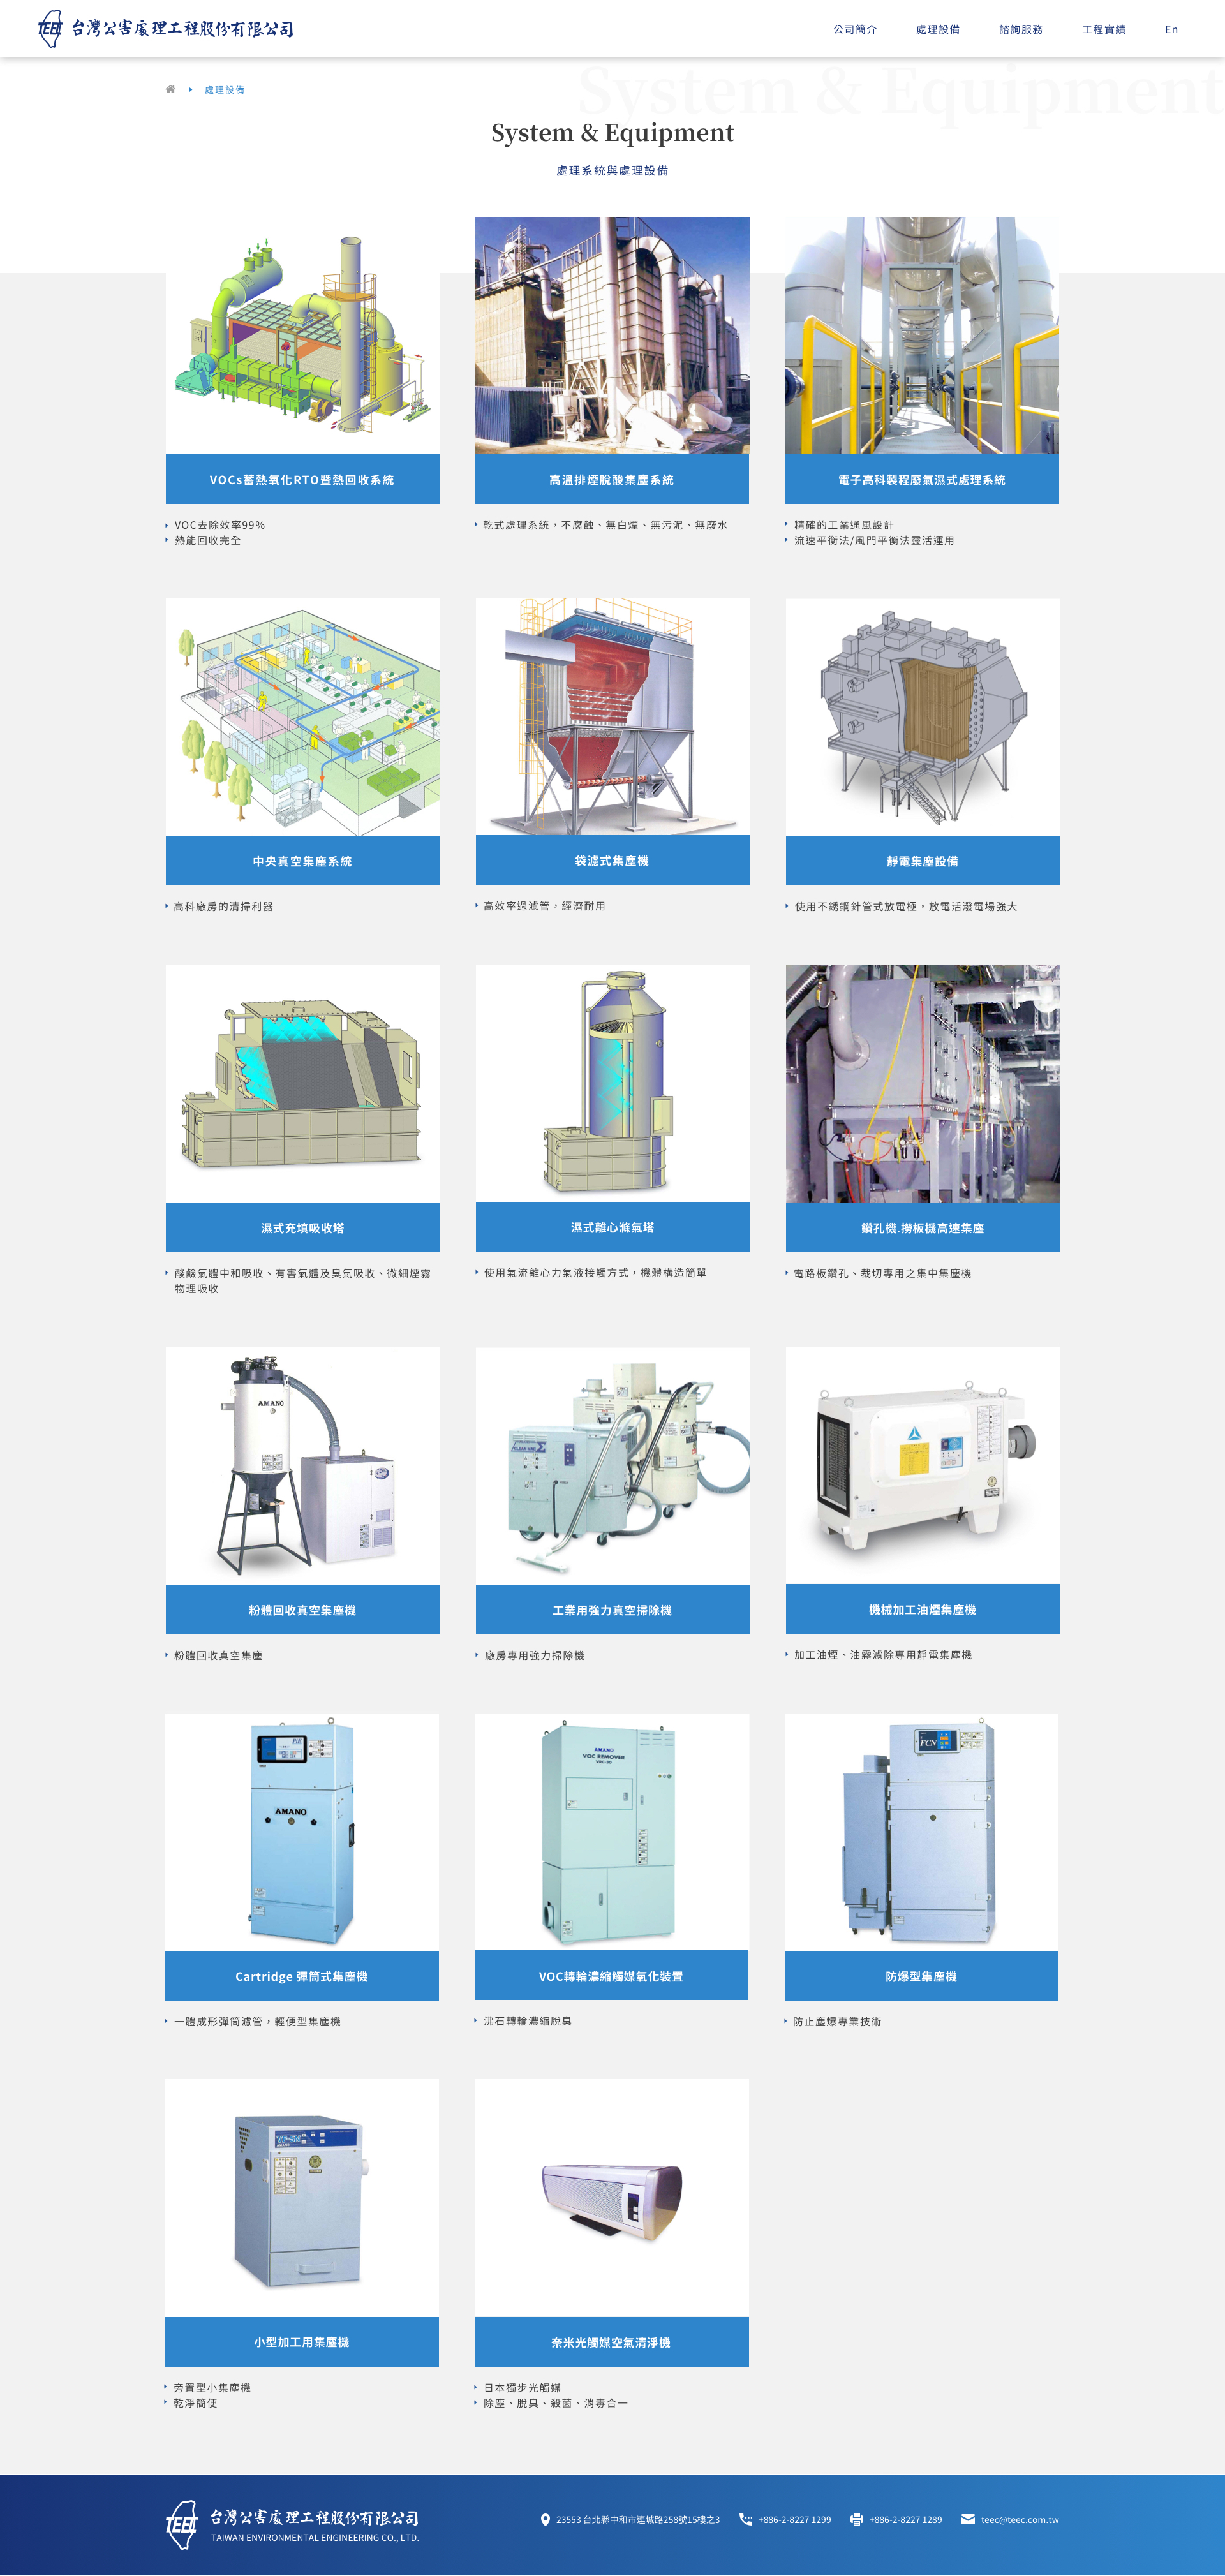 TEEC 台灣公害處理工程股份有限公司
公司簡介 處理設備 諮詢服務 工程實績 En
System & Equipment
處理設備
System & Equipment
處理系統與處理設備
VOCs蓄熱氧化RTO暨熱回收系統
VOC去除效率99%
熱能回收完全
高溫排煙脫酸集塵系統
乾式處理系統，不腐蝕、無白煙、無污泥、無廢水
電子高科製程廢氣濕式處理系統
精確的工業通風設計
流速平衡法/風門平衡法靈活運用
中央真空集塵系統
高科廠房的清掃利器
袋濾式集塵機
高效率過濾管，經濟耐用
靜電集塵設備
使用不銹鋼針管式放電極，放電活潑電場強大
濕式充填吸收塔
酸鹼氣體中和吸收、有害氣體及臭氣吸收、微細煙霧
物理吸收
濕式離心滌氣塔
使用氣流離心力氣液接觸方式，機體構造簡單
鑽孔機.撈板機高速集塵
電路板鑽孔、裁切專用之集中集塵機
AMANO
粉體回收真空集塵機
粉體回收真空集塵
CLEAN MAC Σ
工業用強力真空掃除機
廠房專用強力掃除機
機械加工油煙集塵機
加工油煙、油霧濾除專用靜電集塵機
AMANO
Cartridge 彈筒式集塵機
一體成形彈筒濾管，輕便型集塵機
AMANO
VOC REMOVER
VOC轉輪濃縮觸媒氧化裝置
沸石轉輪濃縮脫臭
FCN
防爆型集塵機
防止塵爆專業技術
AMANO
小型加工用集塵機
旁置型小集塵機
乾淨簡便
奈米光觸媒空氣清淨機
日本獨步光觸媒
除塵、脫臭、殺菌、消毒合一
TEEC 台灣公害處理工程股份有限公司
TAIWAN ENVIRONMENTAL ENGINEERING CO., LTD.
23553 台北縣中和市連城路258號15樓之3 +886-2-8227 1299 +886-2-8227 1289 teec@teec.com.tw